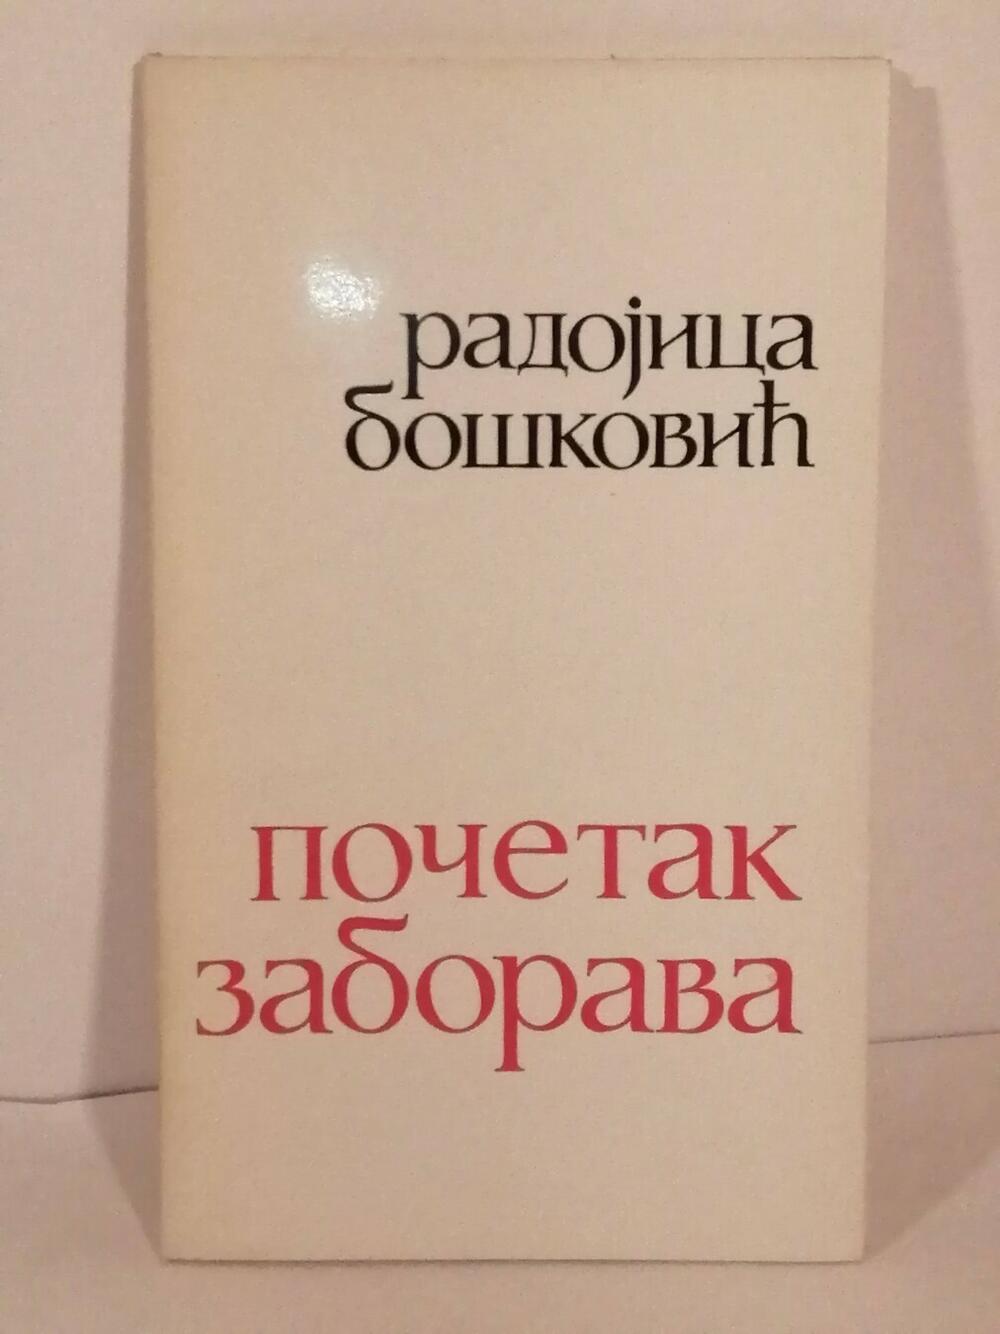 радојица
бошковић
почетак
заборава